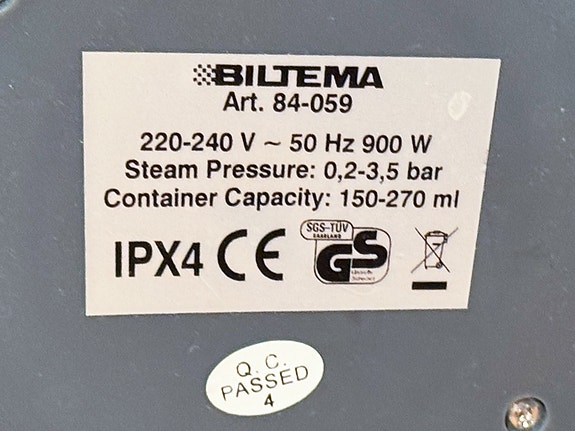 BILTEMA
Art. 84-059
220-240 V ~ 50 Hz 900 W
Steam Pressure: 0,2-3,5 bar
Container Capacity: 150-270 ml
IPX4 CE
SGS-TÜV
SAARLAND
GS
Q. C.
PASSED
4